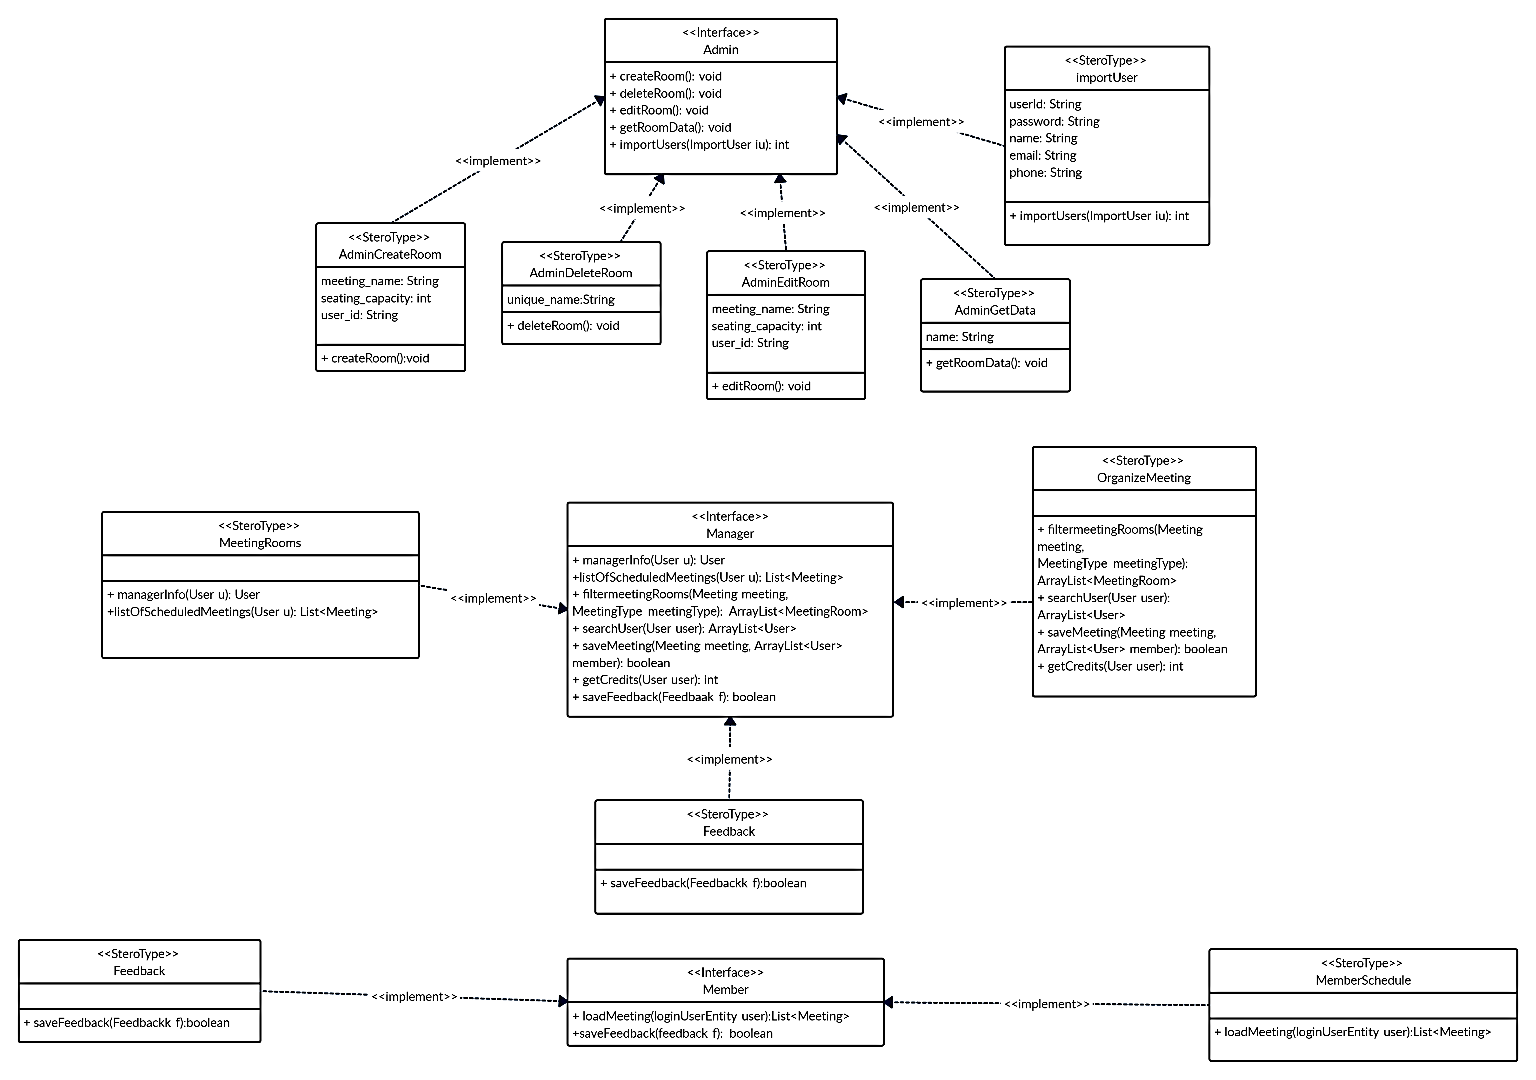 <<Interface>>
Admin
+ createRoom(): void
+ deleteRoom(): void
+ editRoom(): void
+ getRoomData(): void
+ importUsers(ImportUser iu): int
<<SteroType>>
importUser
userId: String
password: String
name: String
email: String
phone: String
+ importUsers(ImportUser iu): int
<<implement>>
<<implement>>
<<implement>>
<<implement>>
<<implement>>
<<SteroType>>
AdminCreateRoom
meeting_name: String
seating_capacity: int
user_id: String
+ createRoom():void
<<SteroType>>
AdminDeleteRoom
unique_name:String
+ deleteRoom(): void
<<SteroType>>
AdminEditRoom
meeting_name: String
seating_capacity: int
user_id: String
+ editRoom(): void
<<SteroType>>
AdminGetData
name: String
+ getRoomData(): void
<<SteroType>>
MeetingRooms
+ managerInfo(User u): User
+listOfScheduledMeetings(User u): List<Meeting>
<<implement>>
<<Interface>>
Manager
+ managerInfo(User u): User
+listOfScheduledMeetings(User u): List<Meeting>
+ filtermeetingRooms(Meeting meeting,
MeetingType meetingType): ArrayList<MeetingRoom>
+ searchUser(User user): ArrayList<User>
+ saveMeeting(Meeting meeting, ArrayList<User>
member): boolean
+ getCredits(User user): Int
+ saveFeedback(Feedbaak f): boolean
<<implement>>
<<SteroType>>
OrganizeMeeting
+ filtermeetingRooms(Meeting
meeting,
MeetingType meetingType):
ArrayList<MeetingRoom>
+ searchUser(User user):
ArrayList<User>
+ saveMeeting(Meeting meeting,
ArrayList<User> member): boolean
+ getCredits(User user): int
<<implement>>
<<SteroType>>
Feedback
+ saveFeedback(Feedbackk f):boolean
<<SteroType>>
Feedback
+ saveFeedback(Feedbackk f):boolean
<<implement>>
<<Interface>>
Member
+ loadMeeting(loginUserEntity user):List<Meeting>
+saveFeedback(feedback f): boolean
<<implement>>
<<SteroType>>
MemberSchedule
+ loadMeeting(loginUserEntity user):List<Meeting>